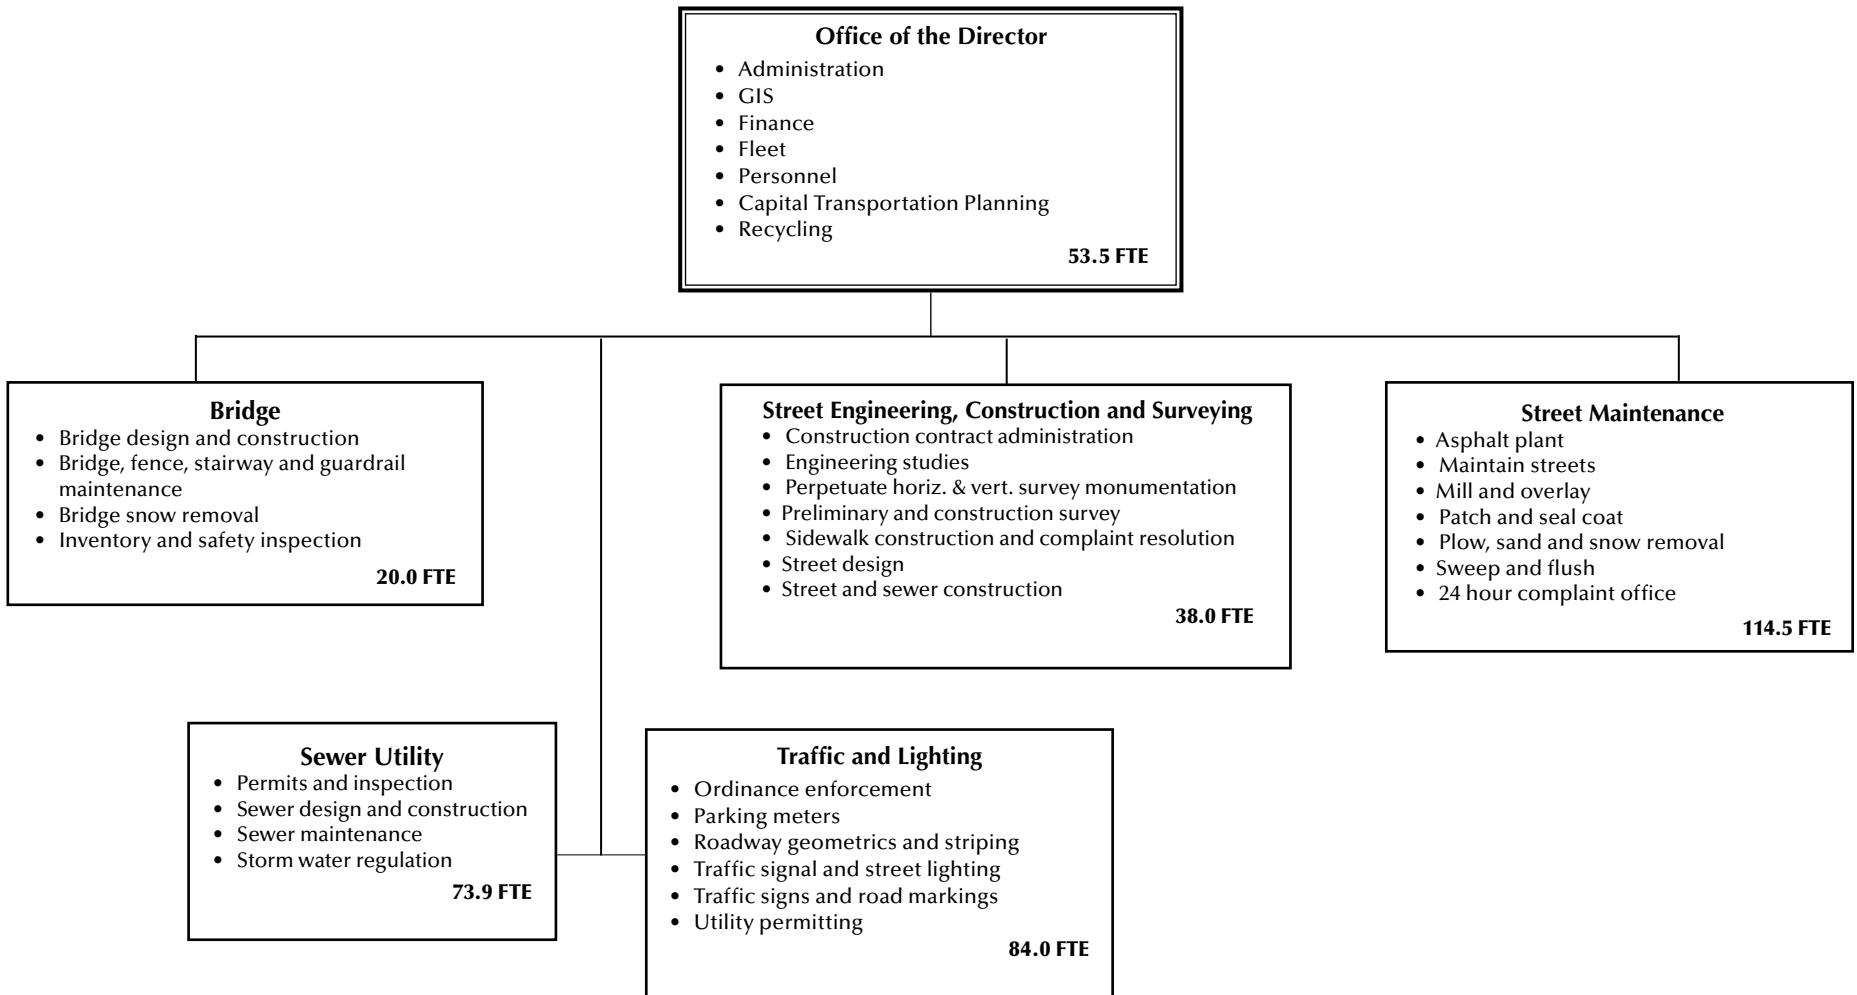 Office of the Director
• Administration
• GIS
• Finance
• Fleet
• Personnel
• Capital Transportation Planning
• Recycling
53.5 FTE
Bridge
• Bridge design and construction
• Bridge, fence, stairway and guardrail
maintenance
• Bridge snow removal
• Inventory and safety inspection
20.0 FTE
Street Engineering, Construction and Surveying
• Construction contract administration
• Engineering studies
• Perpetuate horiz. & vert. survey monumentation
• Preliminary and construction survey
• Sidewalk construction and complaint resolution
• Street design
• Street and sewer construction
38.0 FTE
Street Maintenance
• Asphalt plant
• Maintain streets
• Mill and overlay
• Patch and seal coat
• Plow, sand and snow removal
• Sweep and flush
• 24 hour complaint office
114.5 FTE
Sewer Utility
• Permits and inspection
• Sewer design and construction
• Sewer maintenance
• Storm water regulation
73.9 FTE
Traffic and Lighting
• Ordinance enforcement
• Parking meters
• Roadway geometrics and striping
• Traffic signal and street lighting
• Traffic signs and road markings
• Utility permitting
84.0 FTE